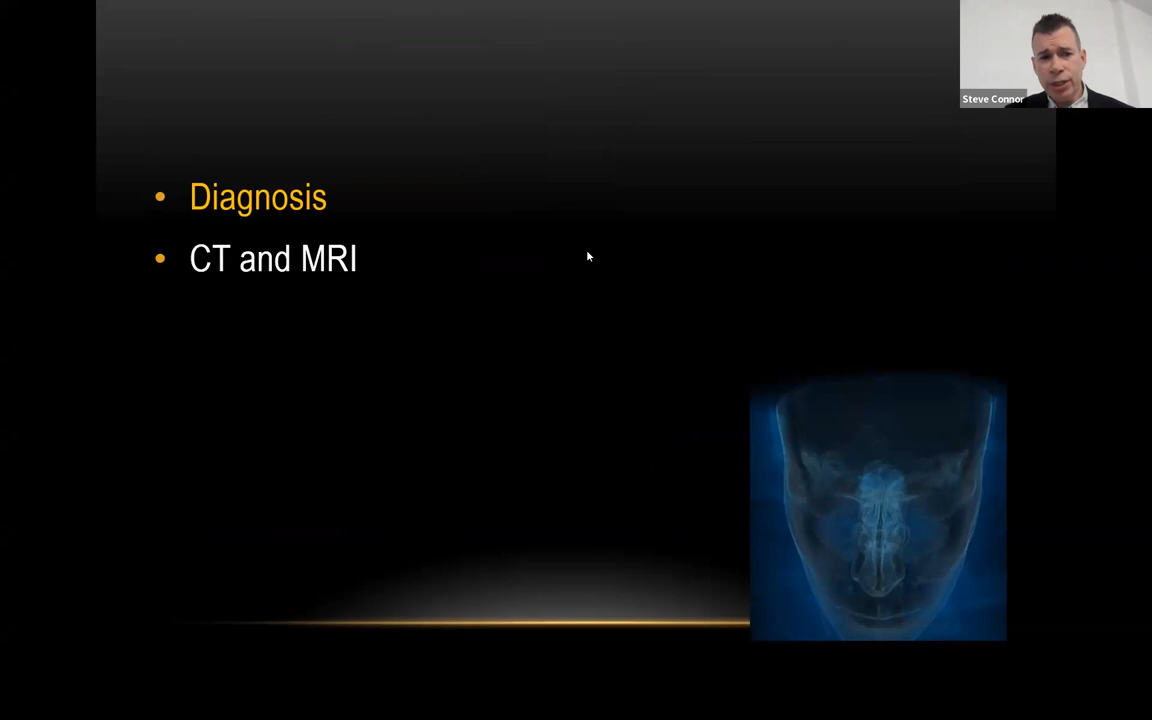 Steve Connor
• Diagnosis
• CT and MRI